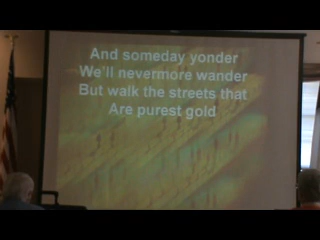 And someday yonder
We'll nevermore wander
But walk the streets that
Are purest gold